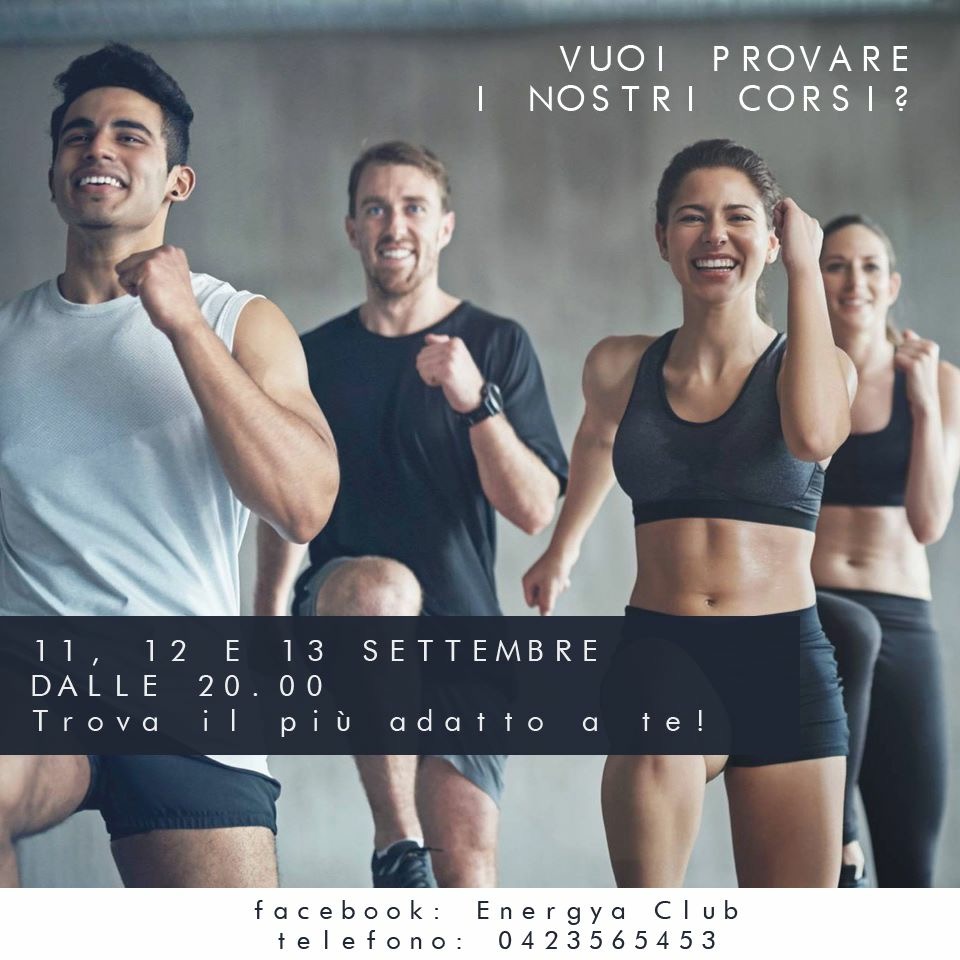 VUOI PROVARE
I NOSTRI CORSI?
11, 12 E 13 SETTEMBRE
DALLE 20.00
Trova il più adatto a te!
facebook: Energya Club
telefono: 0423565453